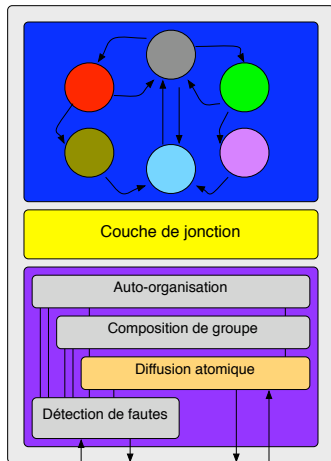 Couche de jonction
Auto-organisation
Composition de groupe
Diffusion atomique
Détection de fautes